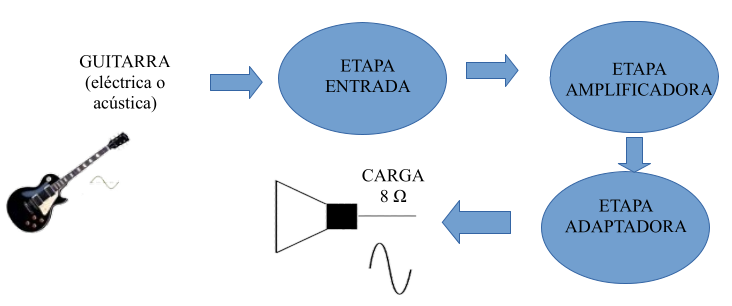 GUITARRA
(eléctrica o
acústica)
ETAPA
ENTRADA
ETAPA
AMPLIFICADORA
ETAPA
ADAPTADORA
CARGA
8 Ω